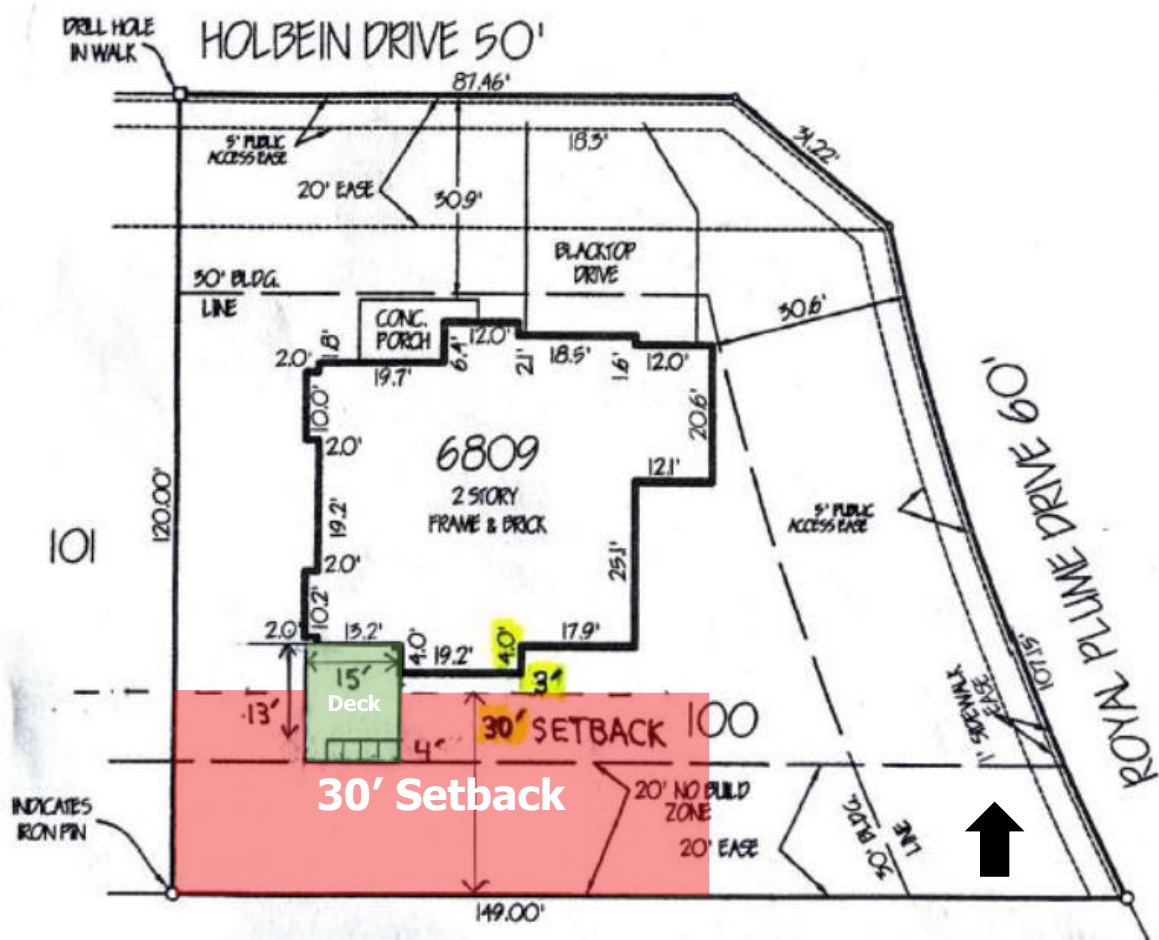 DRILL HOLE
IN WALK
HOLBEIN DRIVE 50'
87.46'
34.22'
5' PUBLIC
ACCESS EASE
18.3'
20' EASE
30.9'
BLACKTOP
DRIVE
30' BLDG.
LINE
30.6'
CONC.
PORCH
12.0'
6.4'
2.1'
18.5'
1.6'
12.0'
2.0'
1.8'
19.7'
10.0'
20.6'
2.0'
6809
12.1'
2 STORY
FRAME & BRICK
5' PUBLIC
ACCESS EASE
ROYAL PLUME DRIVE 60'
120.00'
101
19.2'
2.0'
25.1'
10.2'
2.0'
13.2'
4.0'
19.2'
4.0'
17.9'
107.15'
15'
3'
Deck
13'
30' SETBACK
100
11' SIDEWALK
EASE
4'
30' Setback
20' NO BUILD
ZONE
20' EASE
30' BLDG.
LINE
INDICATES
IRON PIN
149.00'